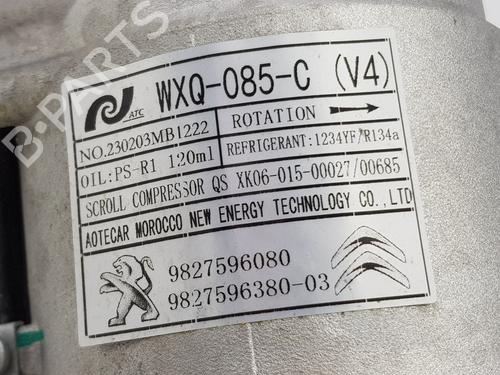 ATC
WXQ-085-C (V4)
NO.230203MB1222
ROTATION
OIL:PS-R1 120ml
REFRIGERANT:1234YF/R134a
SCROLL COMPRESSOR QS XK06-015-00027/00685
AOTECAR MOROCCO NEW ENERGY TECHNOLOGY CO., LTD.
9827596080
9827596380-03
B-PARTS